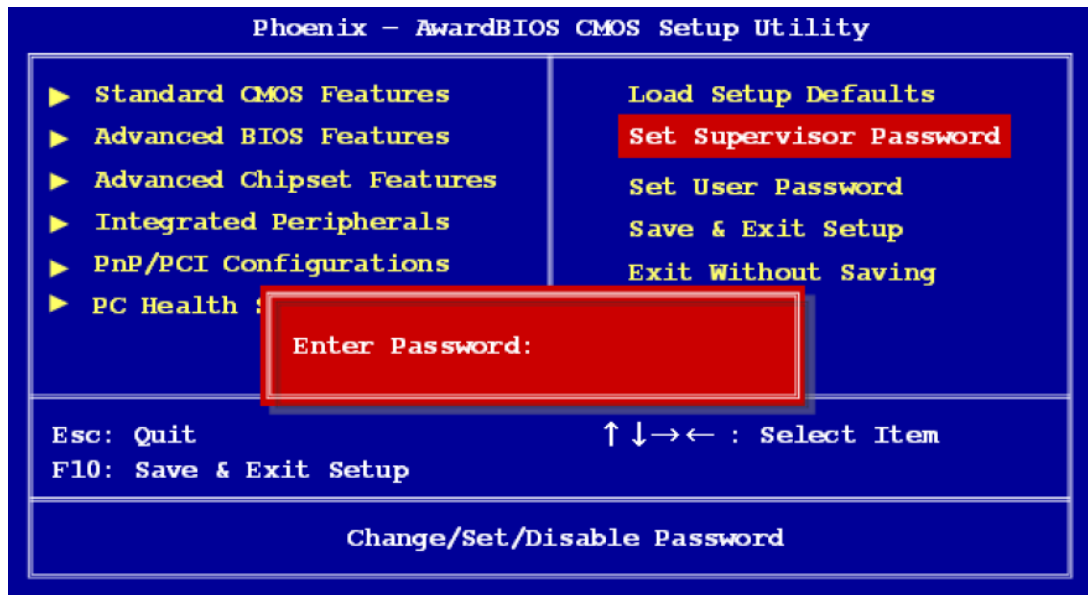 Phoenix — AwardBIOS CMOS Setup Utility
Standard CMOS Features
Advanced BIOS Features
Advanced Chipset Features
Integrated Peripherals
PnP/PCI Configurations
PC Health
Load Setup Defaults
Set Supervisor Password
Set User Password
Save & Exit Setup
Exit Without Saving
Enter Password:
Esc: Quit
↑↓→← : Select Item
F10: Save & Exit Setup
Change/Set/Disable Password